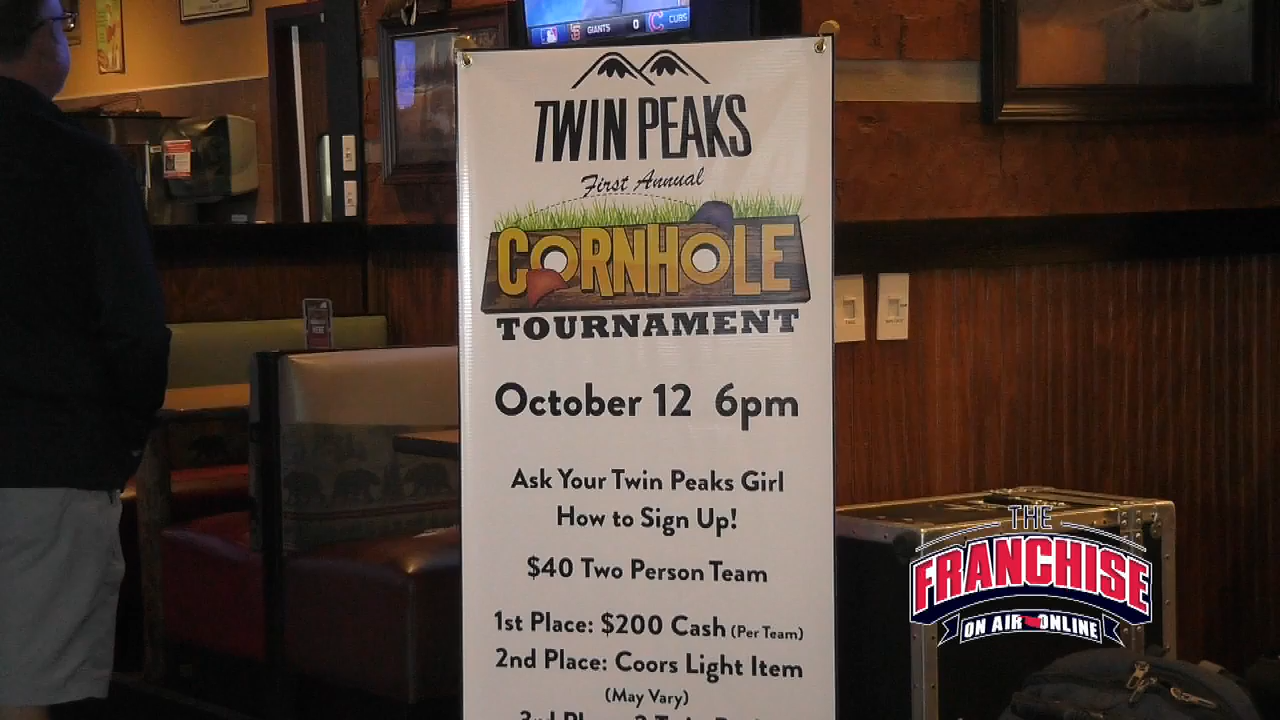 GIANTS 0 CUBS
TWIN PEAKS
First Annual
CORNHOLE
TOURNAMENT
October 12 6pm
Ask Your Twin Peaks Girl
How to Sign Up!
$40 Two Person Team
1st Place: $200 Cash (Per Team)
2nd Place: Coors Light Item
(May Vary)
THE
FRANCHISE
ON AIR ONLINE